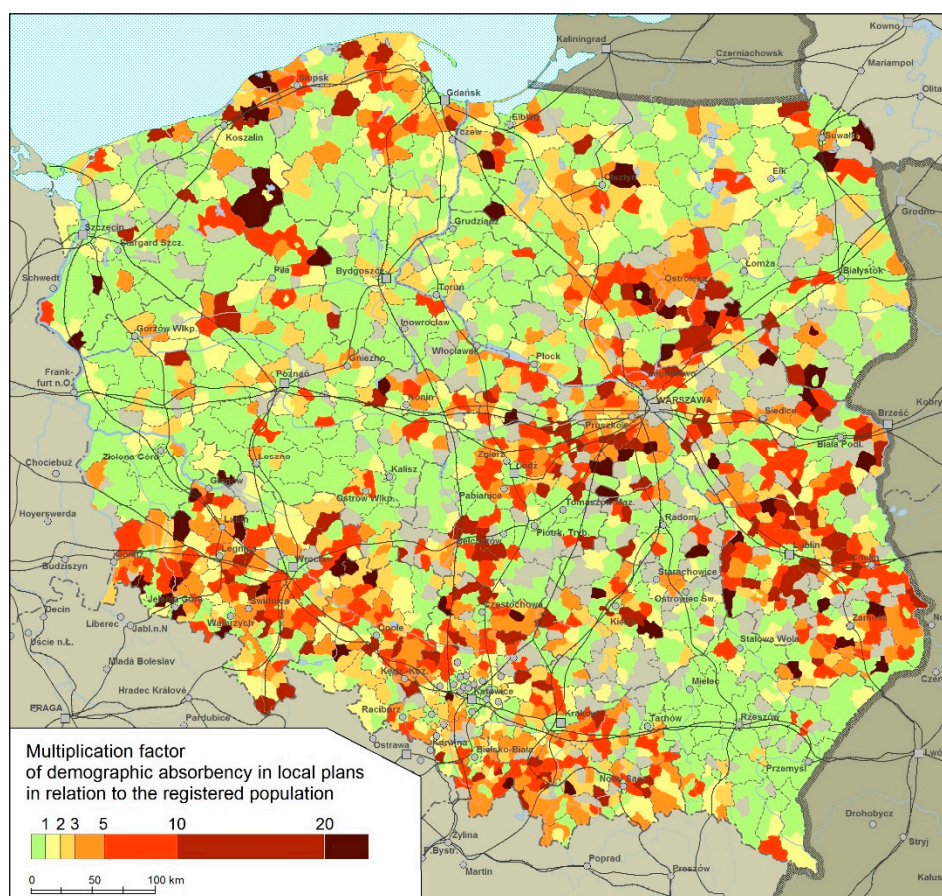 Kaliningrad
Kowno
Czerniachowsk
Mariampol
Olita
Słupsk
Gdańsk
Koszalin
Tczew
Elbląg
Suwałki
Olsztyn
Ełk
Grodno
Szczecin
Stargard Szcz.
Grudziądz
Schwedt
Piła
Bydgoszcz
Toruń
Ostrołęka
Łomża
Białystok
Gorzów Wlkp.
Inowrocław
Włocławek
Płock
Frank-
furt n.O.
Poznań
Gniezno
Konin
WARSZAWA
Pruszków
Siedlce
Brześć
Kobry
Biała Podl.
Chociebuż
Zielona Góra
Leszno
Kalisz
Zgierz
Łódź
Ostrów Wlkp.
Pabianice
Głogów
Hoyerswerda
Tomaszów Maz.
Radom
Lubin
Piotrk. Tryb.
Bełchatów
Lublin
Legnica
Wrocław
Budziszyn
Chełm
Starachowice
Ostrowiec Św.
Jelenia Góra
Świdnica
Częstochowa
Kielce
Zamość
Decin
Liberec
Jabl.n.N
Wałbrzych
Opole
Stalowa Wola
Uście n.Ł.
Mladá Boleslav
Kędz.-Koź.
Mielec
Hradec Králové
Katowice
PRAGA
Pardubice
Racibórz
Kraków
Tarnów
Rzeszów
Ostrawa
Karwina
Bielsko-Biała
Przemyśl
Nowy Sącz
Multiplication factor
of demographic absorbency in local plans
in relation to the registered population
1 2 3 5 10 20
0 50 100 km
Żylina
P.Bystr.
Martin
Poprad
Preszów
Drohobycz
Stryj
Kałus